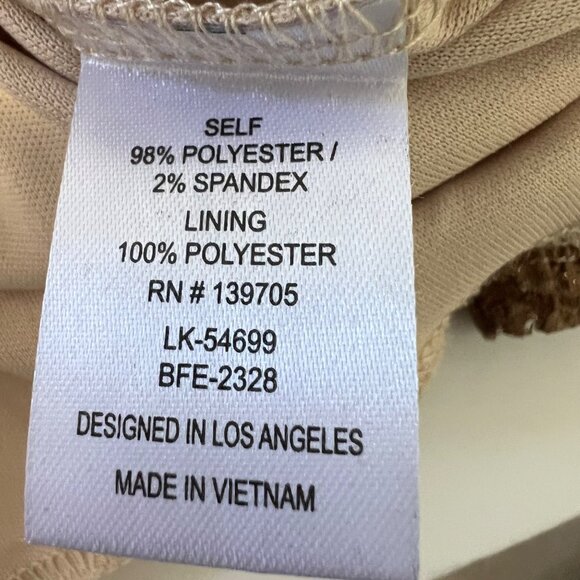 SELF
98% POLYESTER /
2% SPANDEX
LINING
100% POLYESTER
RN # 139705
LK-54699
BFE-2328
DESIGNED IN LOS ANGELES
MADE IN VIETNAM